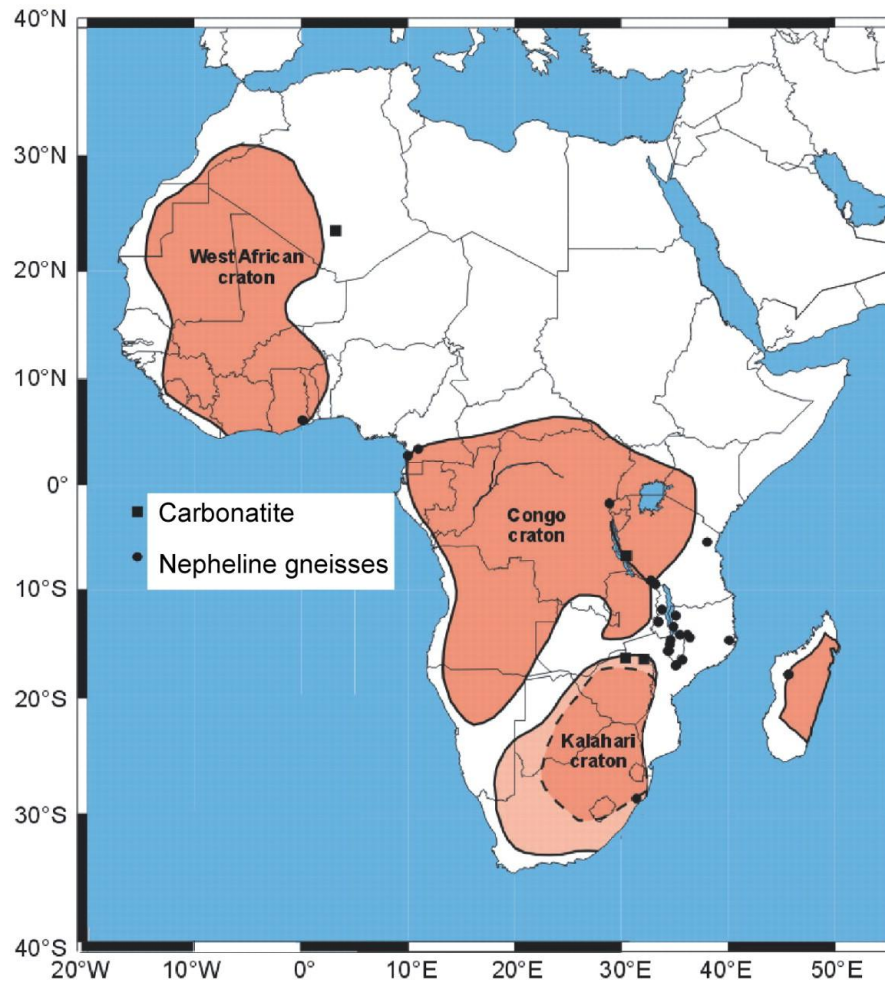 40°N
30°N
20°N
10°N
0°
10°S
20°S
30°S
40°S
West African
craton
Congo
craton
Kalahari
craton
Carbonatite
Nepheline gneisses
20°W
10°W
0°
10°E
20°E
30°E
40°E
50°E